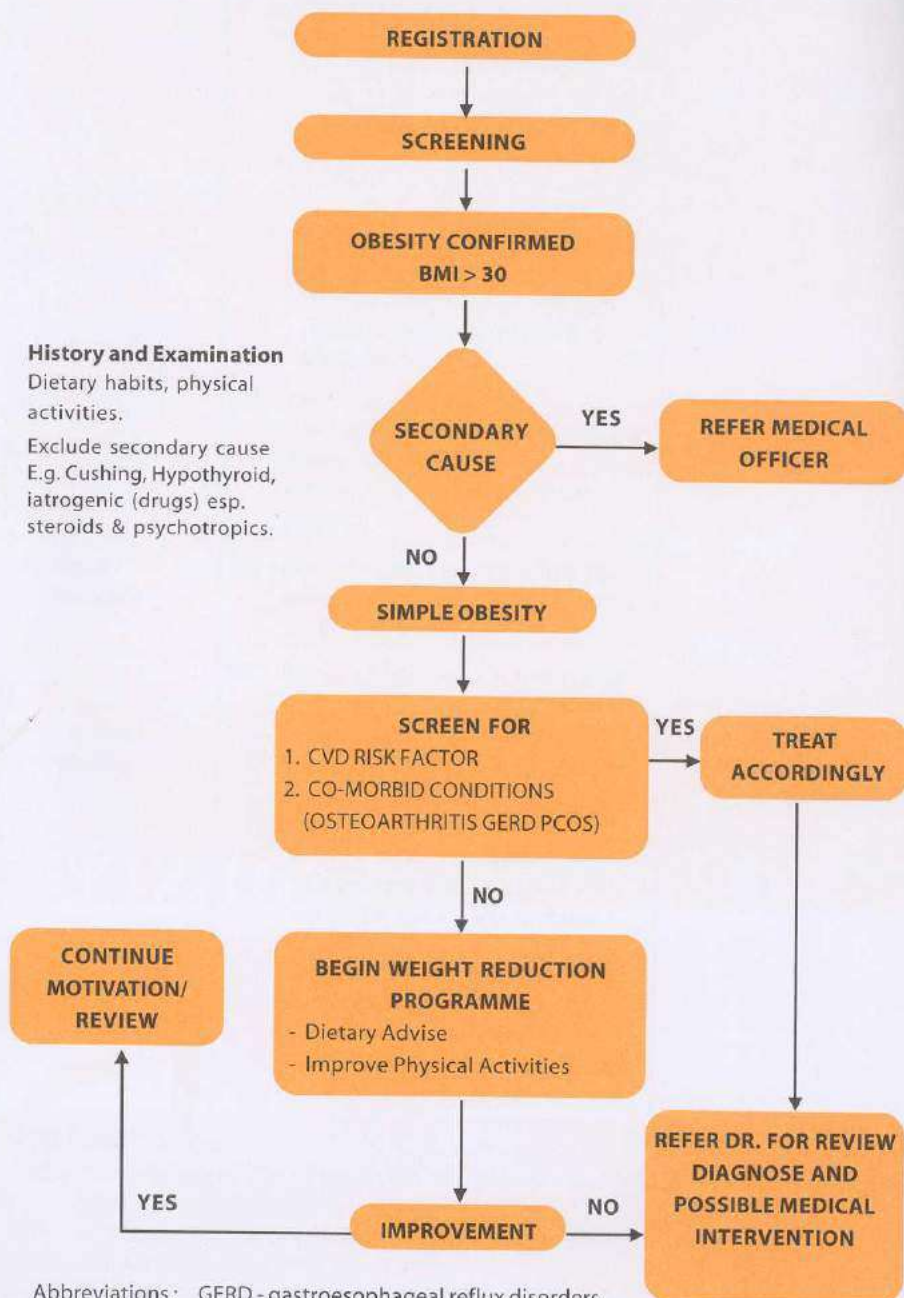 REGISTRATION
SCREENING
OBESITY CONFIRMED
BMI > 30
History and Examination
Dietary habits, physical
activities.
Exclude secondary cause
E.g. Cushing, Hypothyroid,
iatrogenic (drugs) esp.
steroids & psychotropics.
SECONDARY
CAUSE
YES
REFER MEDICAL
OFFICER
NO
SIMPLE OBESITY
SCREEN FOR
1. CVD RISK FACTOR
2. CO-MORBID CONDITIONS
(OSTEOARTHRITIS GERD PCOS)
YES
TREAT
ACCORDINGLY
NO
CONTINUE
MOTIVATION/
REVIEW
BEGIN WEIGHT REDUCTION
PROGRAMME
- Dietary Advise
- Improve Physical Activities
REFER DR. FOR REVIEW
DIAGNOSE AND
POSSIBLE MEDICAL
INTERVENTION
YES
IMPROVEMENT
NO
Abbreviations : GERD - gastroesophageal reflux disorders